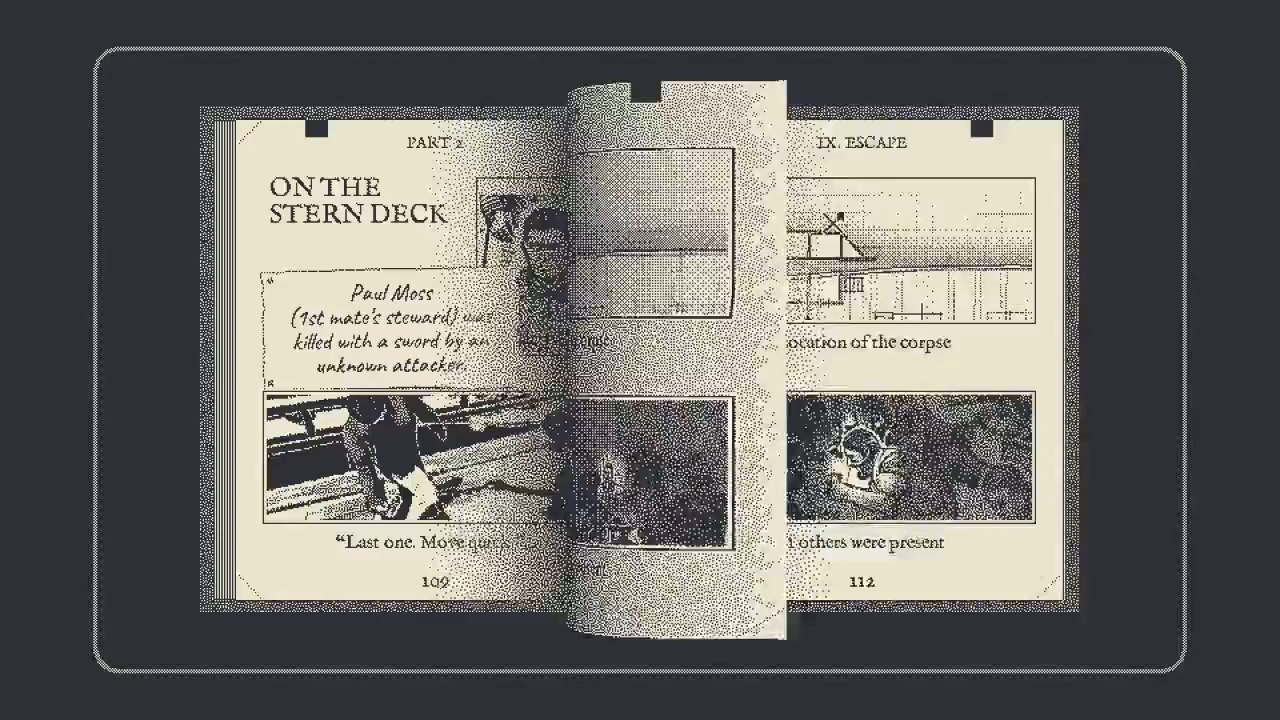 PART 2
ON THE
STERN DECK
Paul Moss
(1st mate's steward) was
killed with a sword by an
unknown attacker.
"Last one. Move
109
IX. ESCAPE
ocation of the corpse
others were present
112